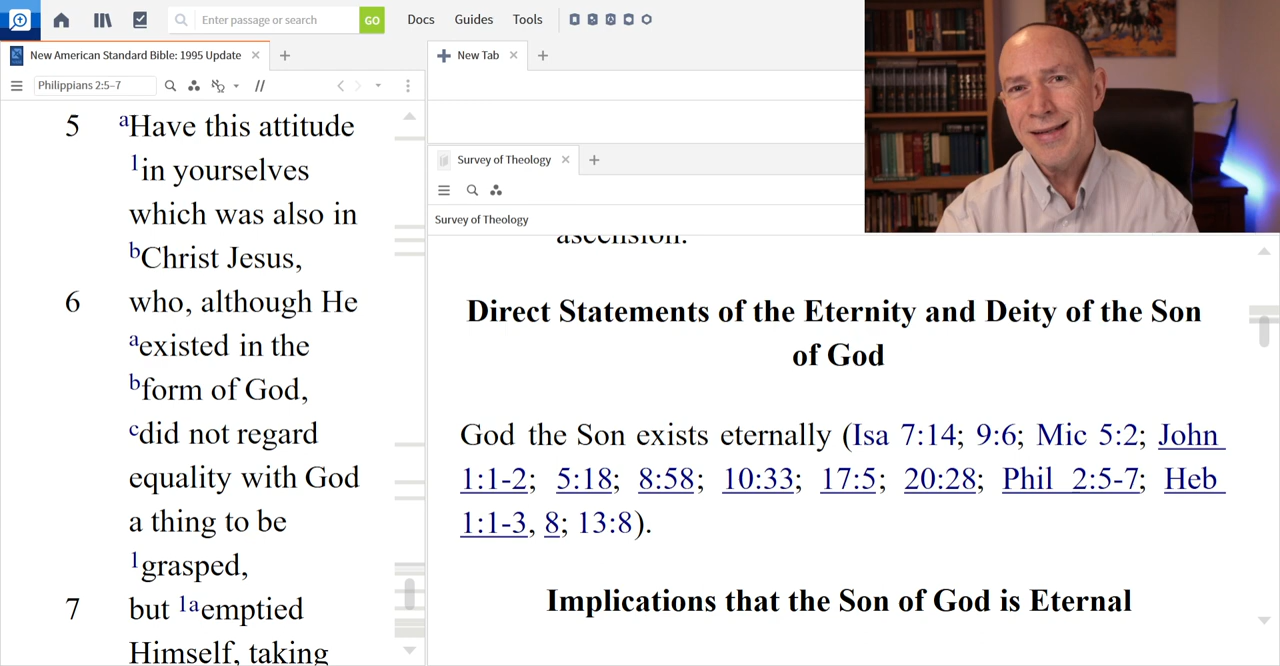 Enter passage or search GO Docs Guides Tools
New American Standard Bible: 1995 Update
New Tab
Philippians 2:5–7
5 aHave this attitude
1in yourselves
which was also in
bChrist Jesus,
6 who, although He
aexisted in the
bform of God,
cdid not regard
equality with God
a thing to be
1grasped,
7 but 1aemptied
Himself, taking
Survey of Theology
Survey of Theology
ascension.
Direct Statements of the Eternity and Deity of the Son
of God
God the Son exists eternally (Isa 7:14; 9:6; Mic 5:2; John
1:1-2; 5:18; 8:58; 10:33; 17:5; 20:28; Phil 2:5-7; Heb
1:1-3, 8; 13:8).
Implications that the Son of God is Eternal